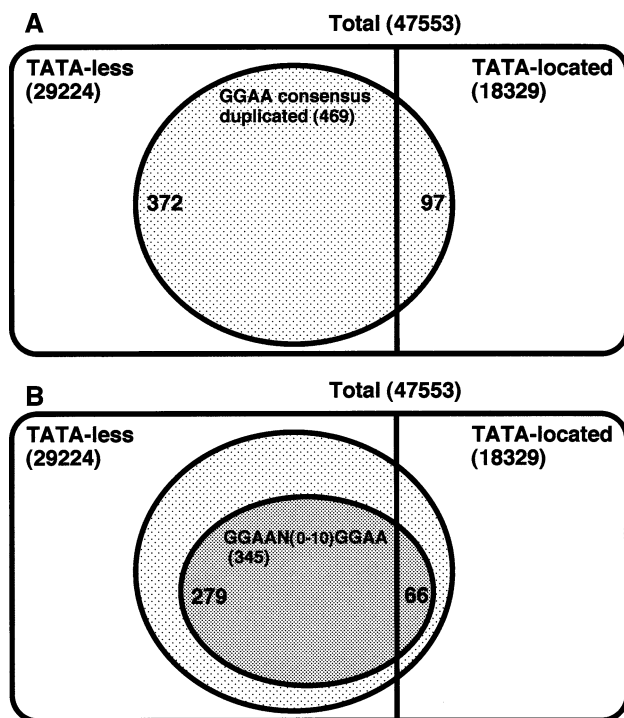 A
Total (47553)
TATA-less
(29224)
TATA-located
(18329)
GGAA consensus
duplicated (469)
372
97
B
Total (47553)
TATA-less
(29224)
TATA-located
(18329)
GGAAN(0-10)GGAA
(345)
279
66